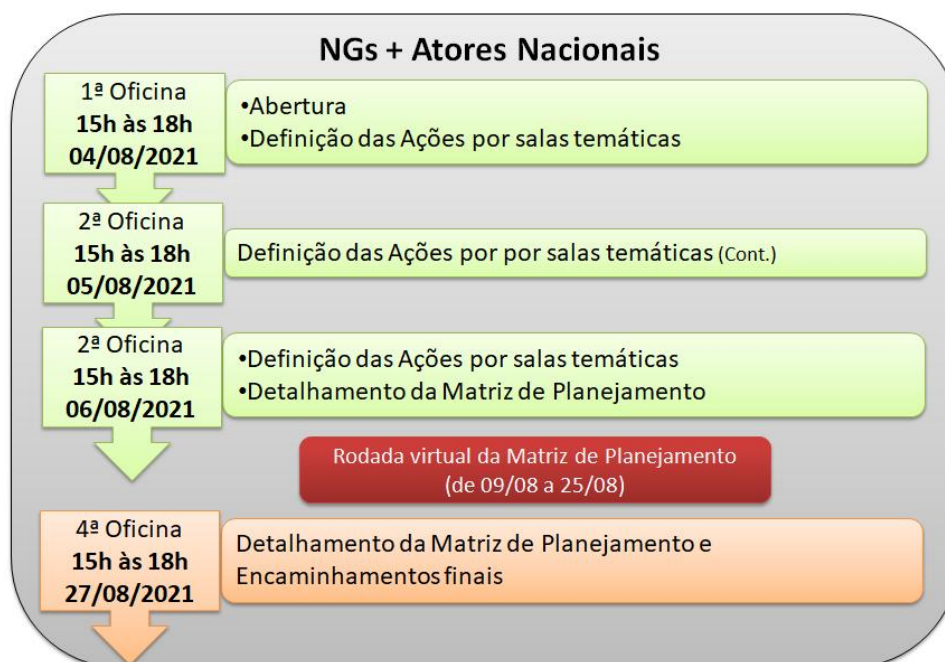 NGs + Atores Nacionais
1ª Oficina
15h às 18h
04/08/2021
•Abertura
•Definição das Ações por salas temáticas
2ª Oficina
15h às 18h
05/08/2021
Definição das Ações por por salas temáticas (Cont.)
2ª Oficina
15h às 18h
06/08/2021
•Definição das Ações por salas temáticas
•Detalhamento da Matriz de Planejamento
Rodada virtual da Matriz de Planejamento
(de 09/08 a 25/08)
4ª Oficina
15h às 18h
27/08/2021
Detalhamento da Matriz de Planejamento e
Encaminhamentos finais